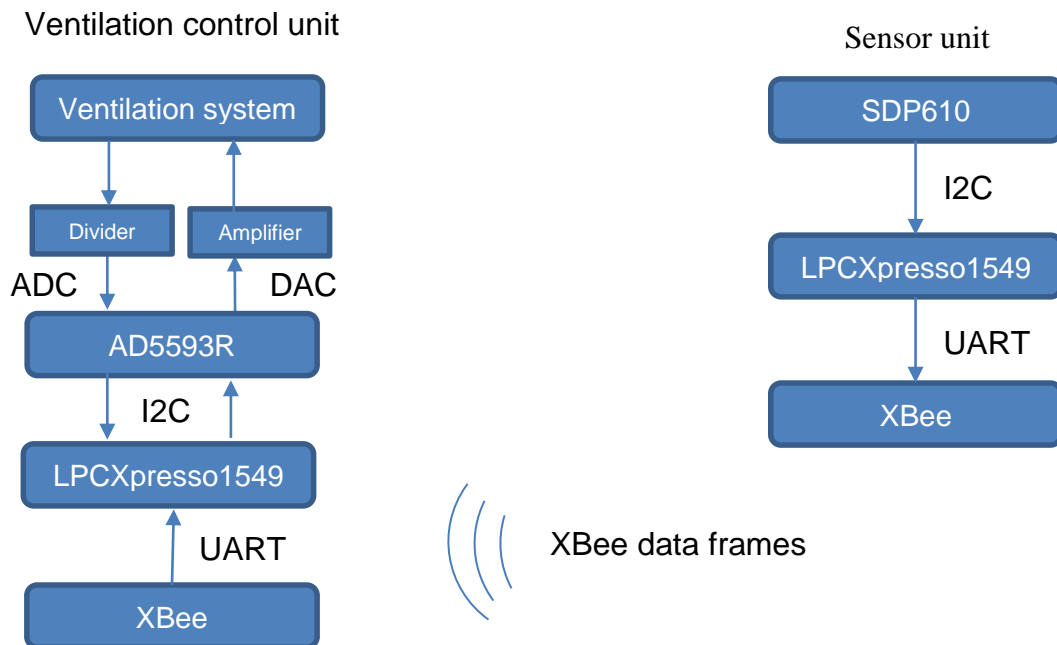 Ventilation control unit
Ventilation system
Divider
Amplifier
ADC
DAC
AD5593R
I2C
LPCXpresso1549
UART
XBee
XBee data frames
Sensor unit
SDP610
I2C
LPCXpresso1549
UART
XBee